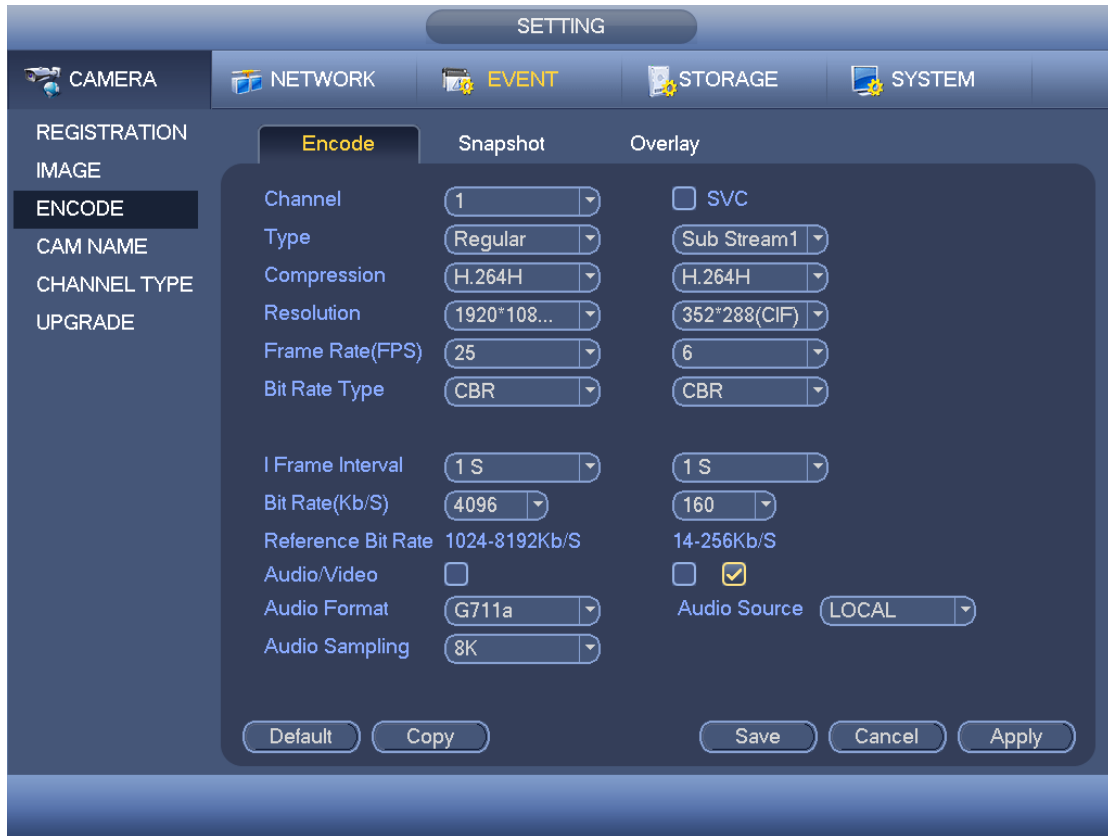 SETTING
CAMERA NETWORK EVENT STORAGE SYSTEM
REGISTRATION
IMAGE
ENCODE
CAM NAME
CHANNEL TYPE
UPGRADE
Encode Snapshot Overlay
Channel 1 SVC
Type Regular Sub Stream1
Compression H.264H H.264H
Resolution 1920*108... 352*288(CIF)
Frame Rate(FPS) 25 6
Bit Rate Type CBR CBR
I Frame Interval 1 S 1 S
Bit Rate(Kb/S) 4096 160
Reference Bit Rate 1024-8192Kb/S 14-256Kb/S
Audio/Video
Audio Format G711a Audio Source LOCAL
Audio Sampling 8K
Default Copy Save Cancel Apply